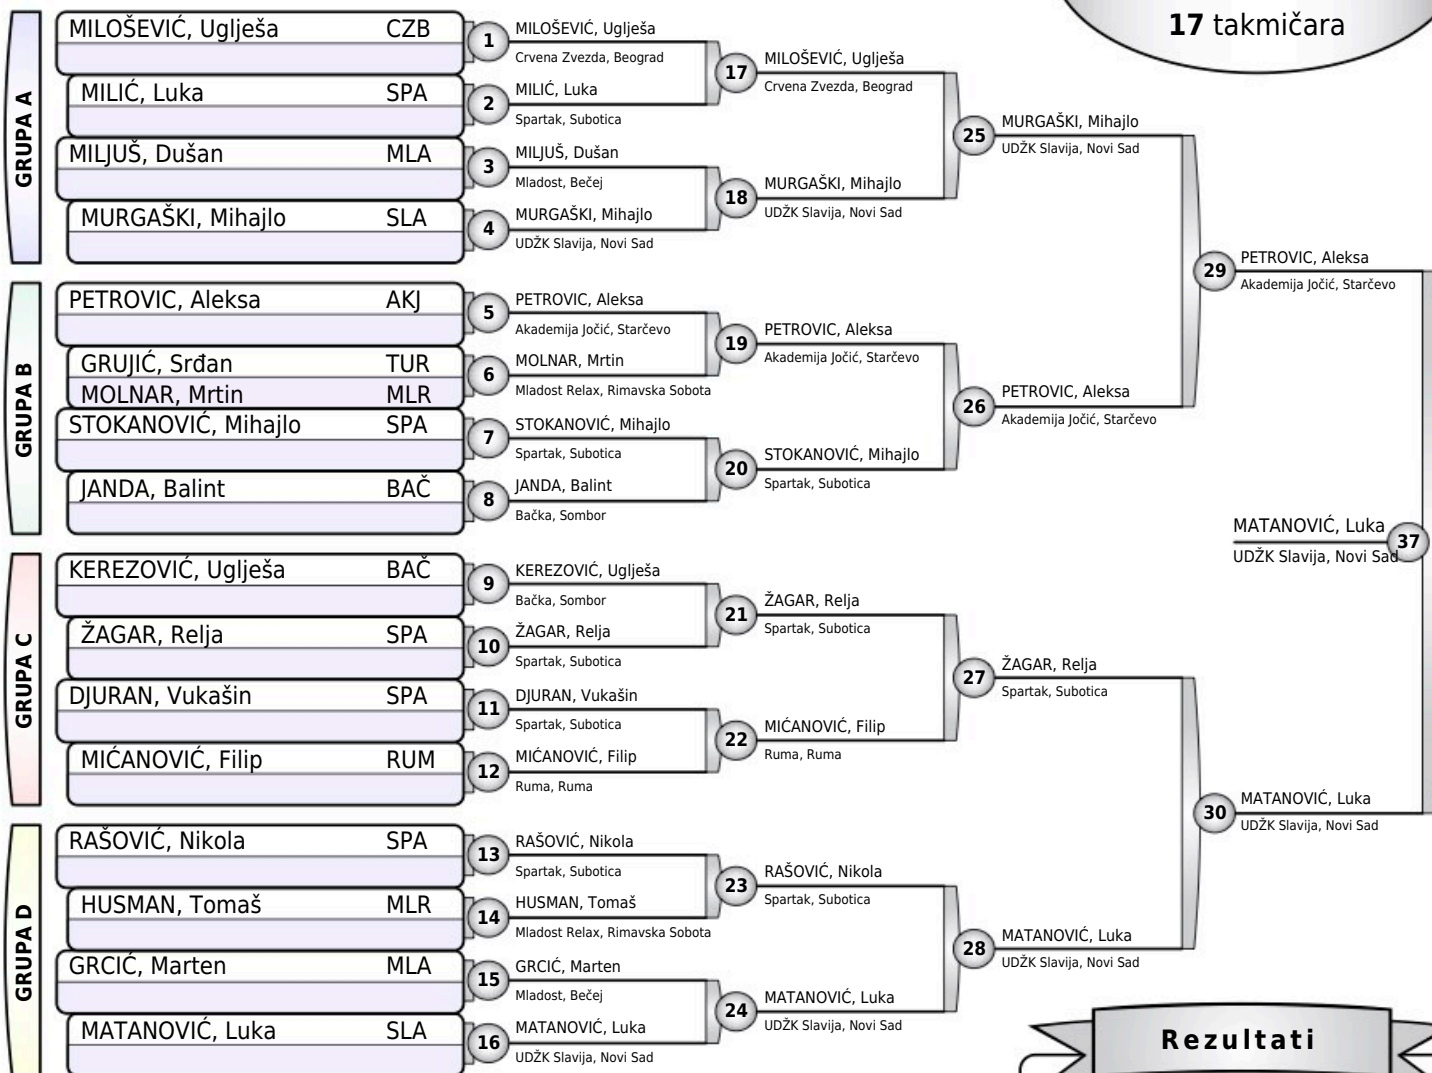 17 takmičara
GRUPA A
MILOŠEVIĆ, Uglješa CZB
MILIĆ, Luka SPA
MILJUŠ, Dušan MLA
MURGAŠKI, Mihajlo SLA
1
MILOŠEVIĆ, Uglješa
Crvena Zvezda, Beograd
2
MILIĆ, Luka
Spartak, Subotica
3
MILJUŠ, Dušan
Mladost, Bečej
4
MURGAŠKI, Mihajlo
UDŽK Slavija, Novi Sad
17
MILOŠEVIĆ, Uglješa
Crvena Zvezda, Beograd
18
MURGAŠKI, Mihajlo
UDŽK Slavija, Novi Sad
25
MURGAŠKI, Mihajlo
UDŽK Slavija, Novi Sad
GRUPA B
PETROVIC, Aleksa AKJ
GRUJIĆ, Srđan TUR
MOLNAR, Mrtin MLR
STOKANOVIĆ, Mihajlo SPA
JANDA, Balint BAČ
5
PETROVIC, Aleksa
Akademija Jočić, Starčevo
6
MOLNAR, Mrtin
Mladost Relax, Rimavska Sobota
7
STOKANOVIĆ, Mihajlo
Spartak, Subotica
8
JANDA, Balint
Bačka, Sombor
19
PETROVIC, Aleksa
Akademija Jočić, Starčevo
20
STOKANOVIĆ, Mihajlo
Spartak, Subotica
26
PETROVIC, Aleksa
Akademija Jočić, Starčevo
29
PETROVIC, Aleksa
Akademija Jočić, Starčevo
GRUPA C
KEREZOVIĆ, Uglješa BAČ
ŽAGAR, Relja SPA
DJURAN, Vukašin SPA
MIĆANOVIĆ, Filip RUM
9
KEREZOVIĆ, Uglješa
Bačka, Sombor
10
ŽAGAR, Relja
Spartak, Subotica
11
DJURAN, Vukašin
Spartak, Subotica
12
MIĆANOVIĆ, Filip
Ruma, Ruma
21
ŽAGAR, Relja
Spartak, Subotica
22
MIĆANOVIĆ, Filip
Ruma, Ruma
27
ŽAGAR, Relja
Spartak, Subotica
GRUPA D
RAŠOVIĆ, Nikola SPA
HUSMAN, Tomaš MLR
GRCIĆ, Marten MLA
MATANOVIĆ, Luka SLA
13
RAŠOVIĆ, Nikola
Spartak, Subotica
14
HUSMAN, Tomaš
Mladost Relax, Rimavska Sobota
15
GRCIĆ, Marten
Mladost, Bečej
16
MATANOVIĆ, Luka
UDŽK Slavija, Novi Sad
23
RAŠOVIĆ, Nikola
Spartak, Subotica
24
MATANOVIĆ, Luka
UDŽK Slavija, Novi Sad
28
MATANOVIĆ, Luka
UDŽK Slavija, Novi Sad
30
MATANOVIĆ, Luka
UDŽK Slavija, Novi Sad
MATANOVIĆ, Luka
UDŽK Slavija, Novi Sad
37
Rezultati